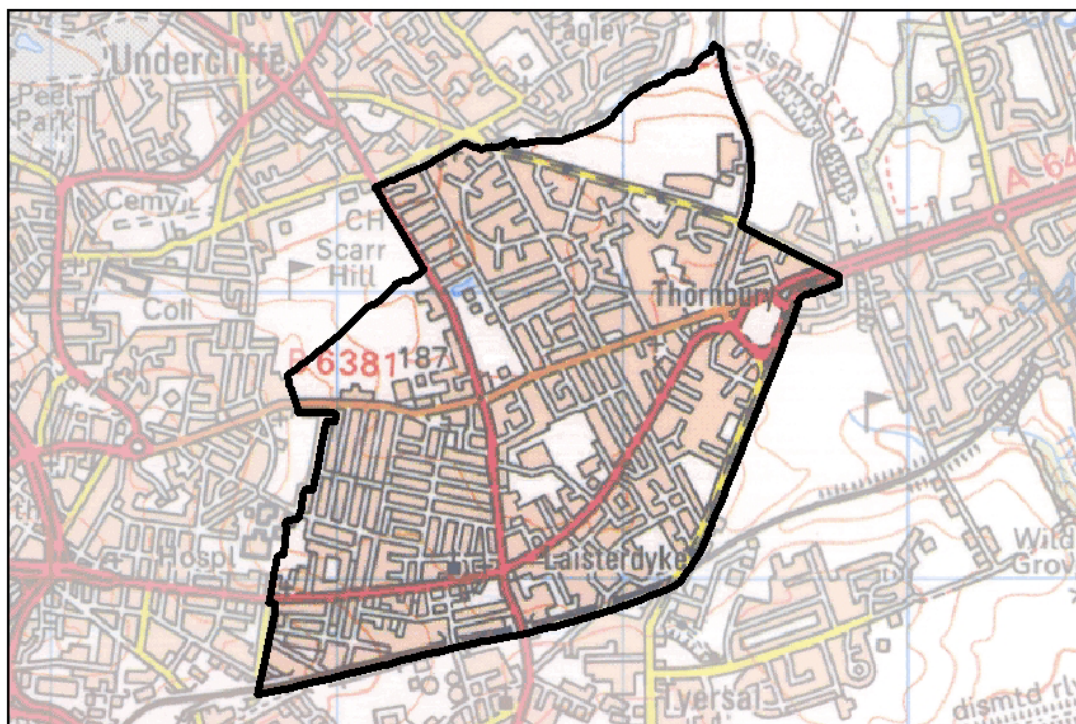 Fagley
Undercliffe
dismtd rly
Peel
Park
A 64
Cemy
CH
Scarr
Hill
Coll
Thornbury
6381
187
Hospl
Laisterdyke
Wild
Grov
Tyersal
dismtd rly